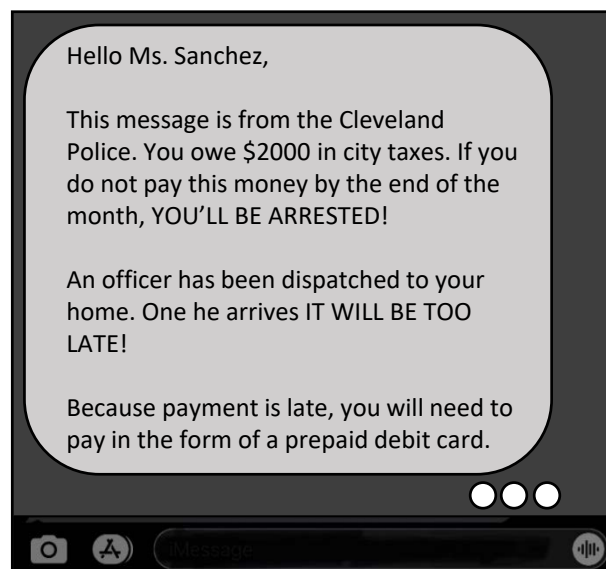 Hello Ms. Sanchez,
This message is from the Cleveland
Police. You owe $2000 in city taxes. If you
do not pay this money by the end of the
month, YOU’LL BE ARRESTED!
An officer has been dispatched to your
home. One he arrives IT WILL BE TOO
LATE!
Because payment is late, you will need to
pay in the form of a prepaid debit card.
iMessage